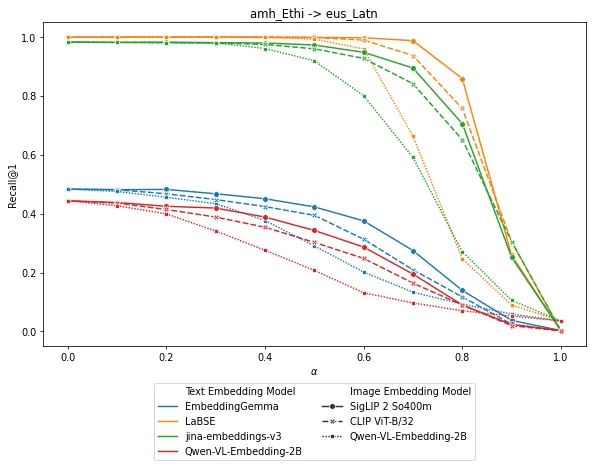 amh_Ethi -> eus_Latn
Recall@1
1.0
0.8
0.6
0.4
0.2
0.0
0.0 0.2 0.4 0.6 0.8 1.0
α
Text Embedding Model
EmbeddingGemma
LaBSE
jina-embeddings-v3
Qwen-VL-Embedding-2B
Image Embedding Model
SigLIP 2 So400m
CLIP ViT-B/32
Qwen-VL-Embedding-2B